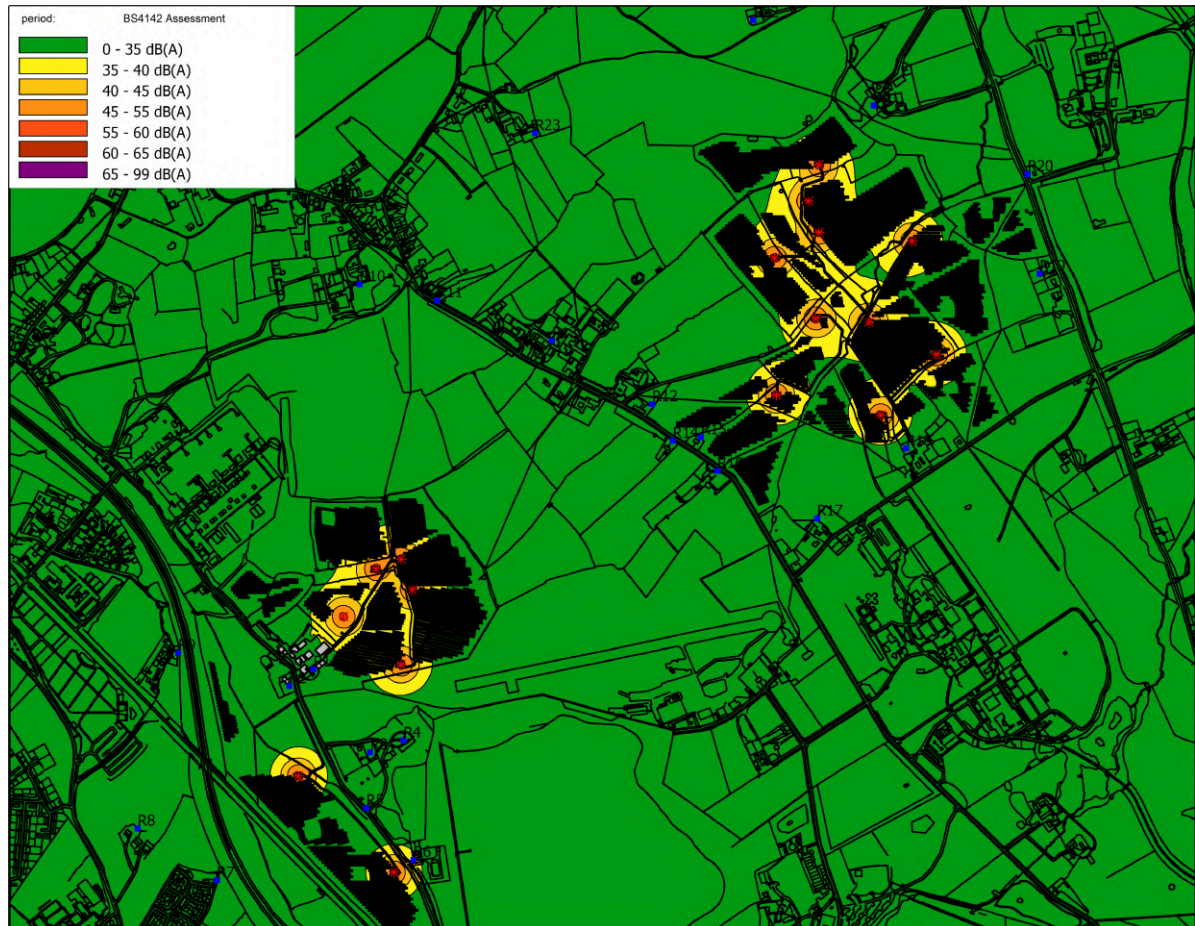 period: BS4142 Assessment
0 - 35 dB(A)
35 - 40 dB(A)
40 - 45 dB(A)
45 - 55 dB(A)
55 - 60 dB(A)
60 - 65 dB(A)
65 - 99 dB(A)
R23
R20
R12
R17
R4
R8